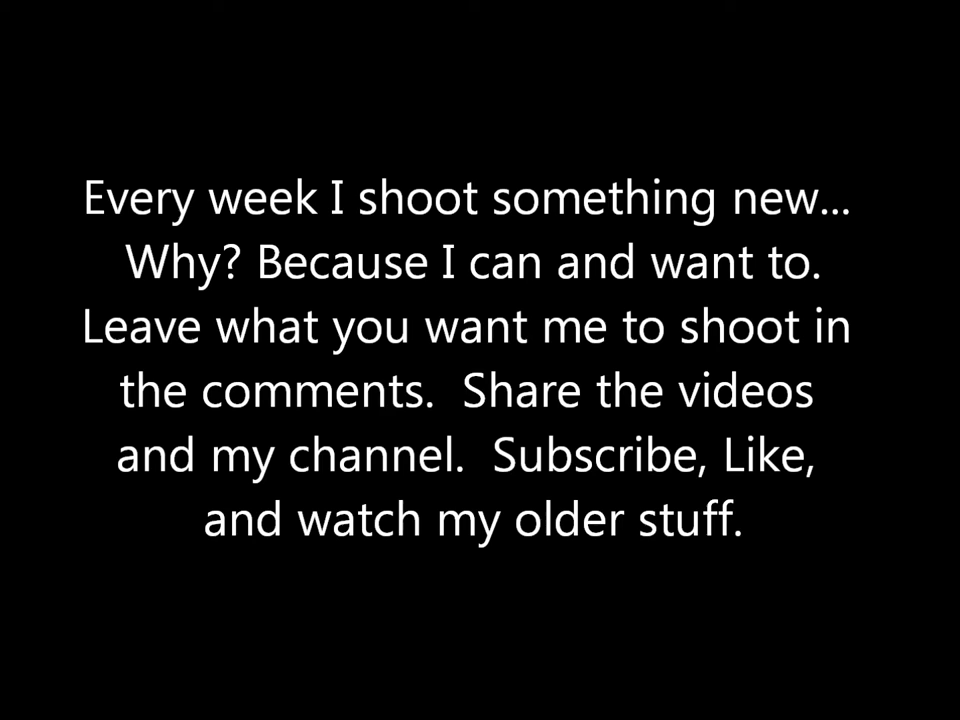 Every week I shoot something new...
Why? Because I can and want to.
Leave what you want me to shoot in
the comments.  Share the videos
and my channel.  Subscribe, Like,
and watch my older stuff.